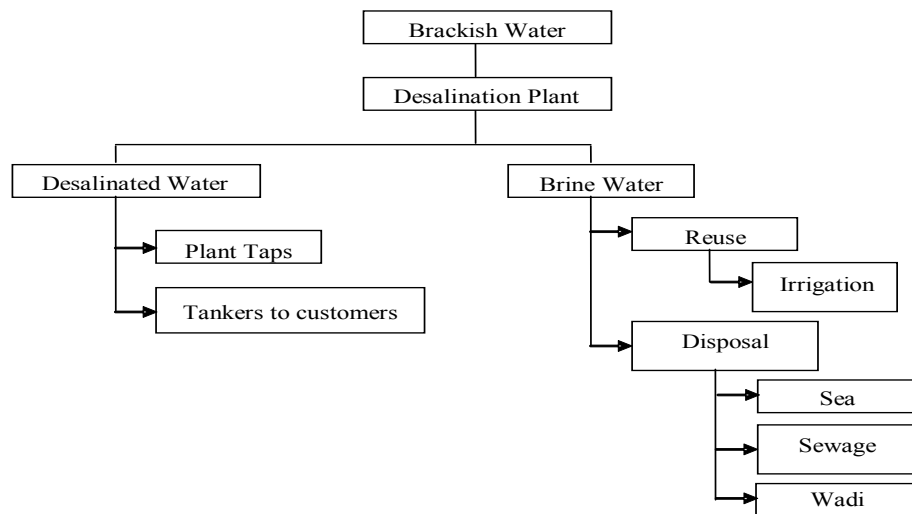 Brackish Water
Desalination Plant
Desalinated Water
Brine Water
Plant Taps
Reuse
Irrigation
Tankers to customers
Disposal
Sea
Sewage
Wadi